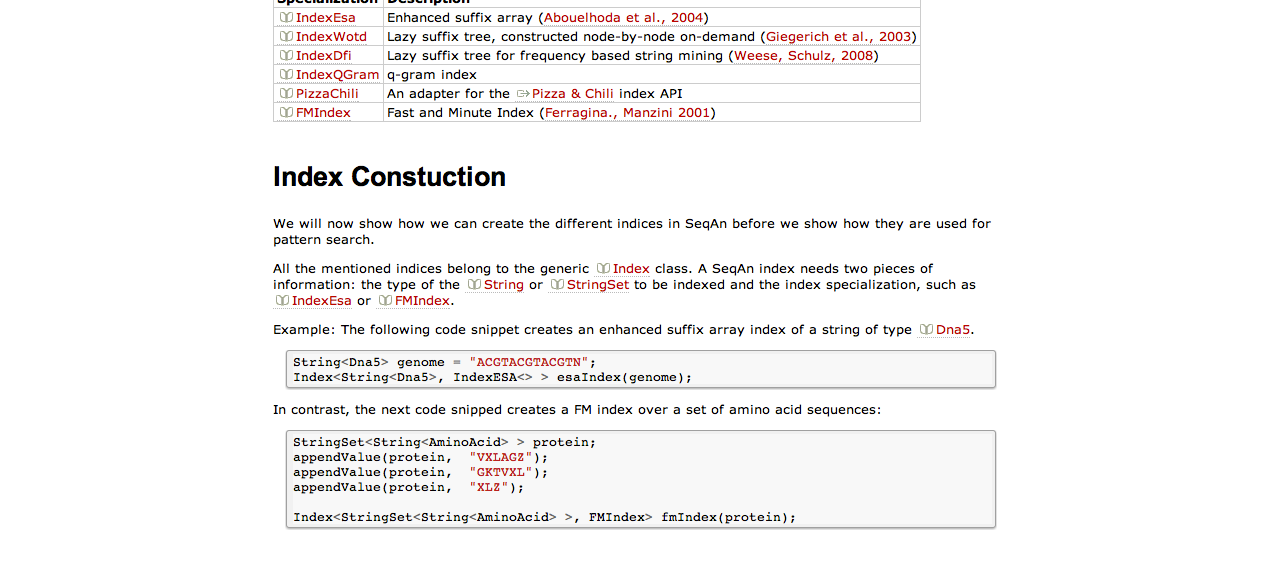 Specialization Description
IndexEsa Enhanced suffix array (Abouelhoda et al., 2004)
IndexWotd Lazy suffix tree, constructed node-by-node on-demand (Giegerich et al., 2003)
IndexDfi Lazy suffix tree for frequency based string mining (Weese, Schulz, 2008)
IndexQGram q-gram index
PizzaChili An adapter for the Pizza & Chili index API
FMIndex Fast and Minute Index (Ferragina., Manzini 2001)
Index Constuction
We will now show how we can create the different indices in SeqAn before we show how they are used for
pattern search.
All the mentioned indices belong to the generic Index class. A SeqAn index needs two pieces of
information: the type of the String or StringSet to be indexed and the index specialization, such as
IndexEsa or FMIndex.
Example: The following code snippet creates an enhanced suffix array index of a string of type Dna5.
String<Dna5> genome = "ACGTACGTACGTN";
Index<String<Dna5>, IndexESA<> > esaIndex(genome);
In contrast, the next code snipped creates a FM index over a set of amino acid sequences:
StringSet<String<AminoAcid> > protein;
appendValue(protein, "VXLAGZ");
appendValue(protein, "GKTVXL");
appendValue(protein, "XLZ");
Index<StringSet<String<AminoAcid> >, FMIndex> fmIndex(protein);